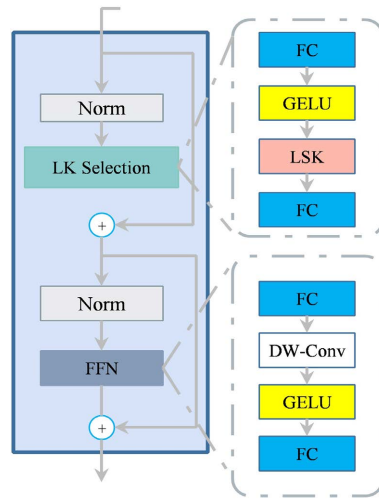 Norm
LK Selection
+
Norm
FFN
+
FC
GELU
LSK
FC
FC
DW-Conv
GELU
FC